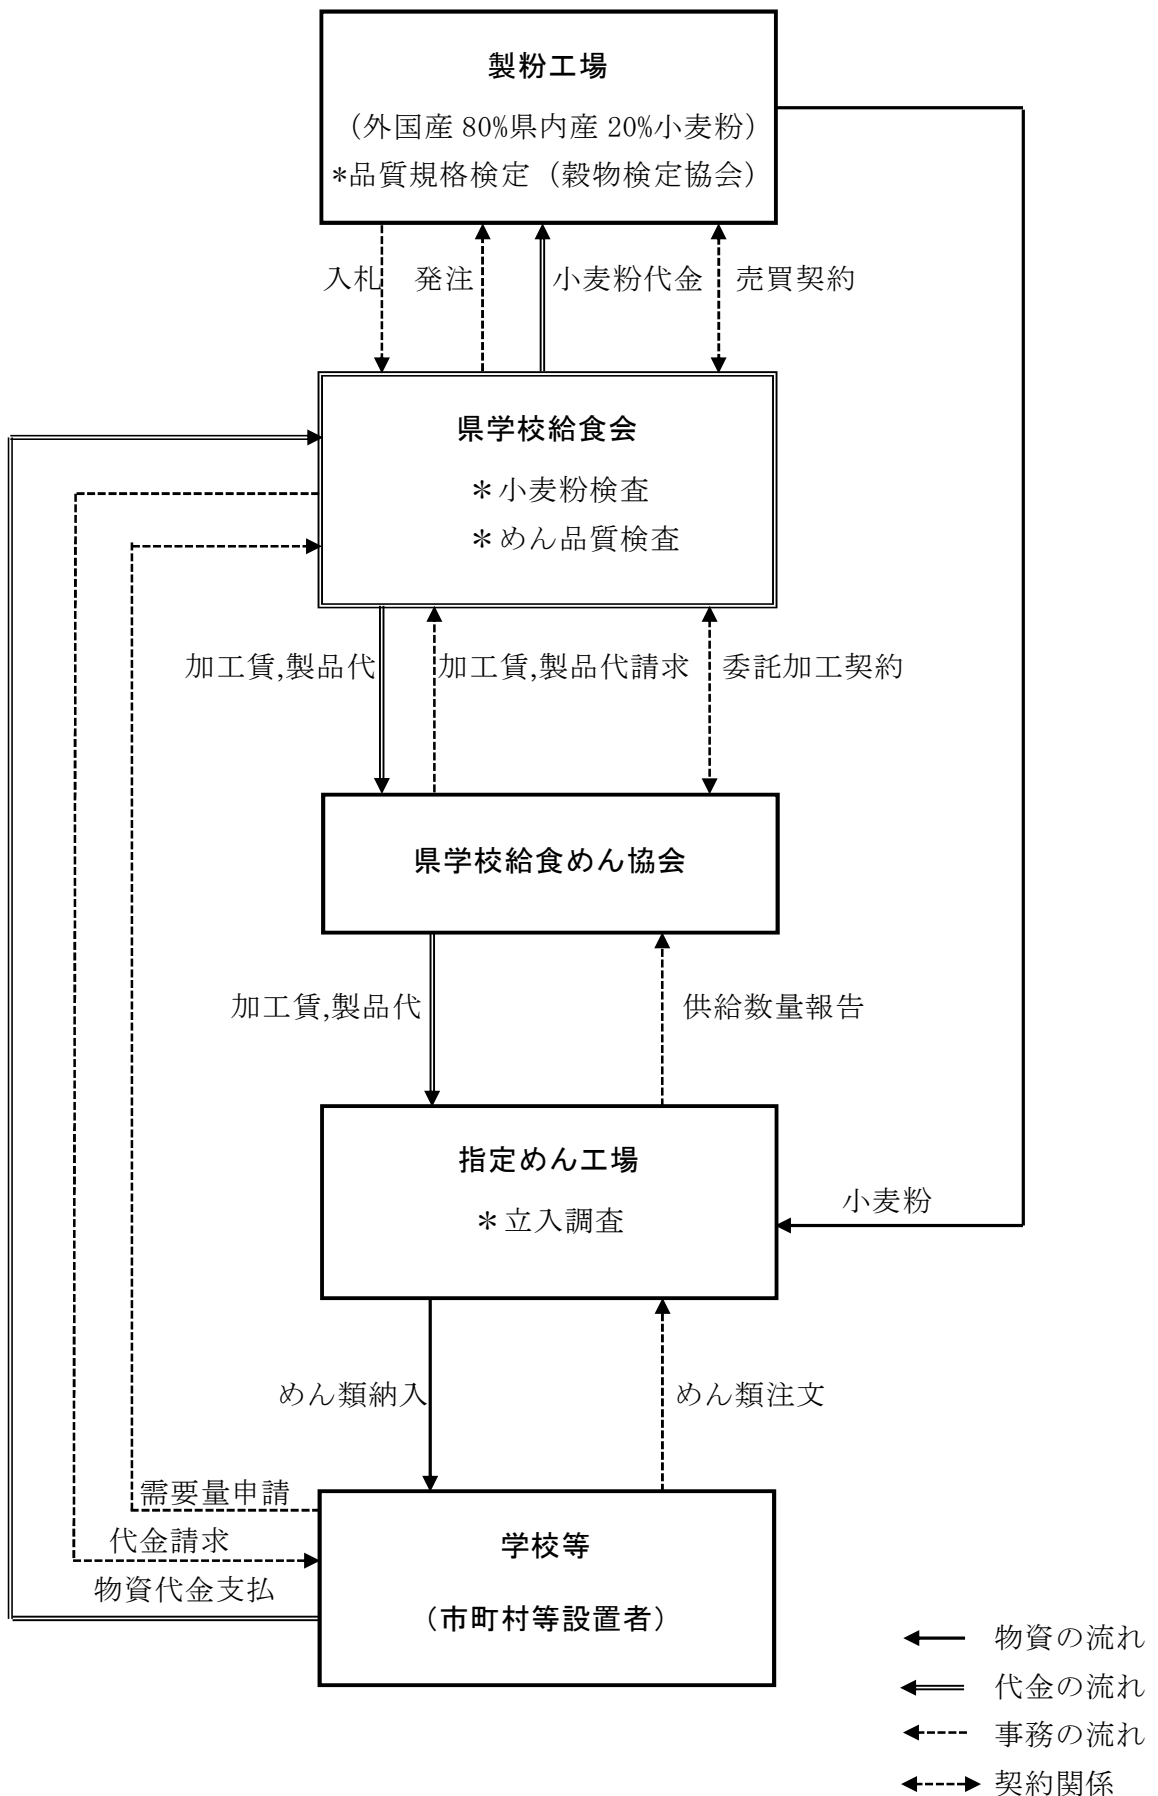 製粉工場
（外国産 80%県内産 20%小麦粉）
*品質規格検定（穀物検定協会）
入札
発注
小麦粉代金
売買契約
県学校給食会
＊小麦粉検査
＊めん品質検査
加工賃,製品代
加工賃,製品代請求
委託加工契約
県学校給食めん協会
加工賃,製品代
供給数量報告
指定めん工場
＊立入調査
小麦粉
めん類納入
めん類注文
需要量申請
代金請求
物資代金支払
学校等
（市町村等設置者）
物資の流れ
代金の流れ
事務の流れ
契約関係